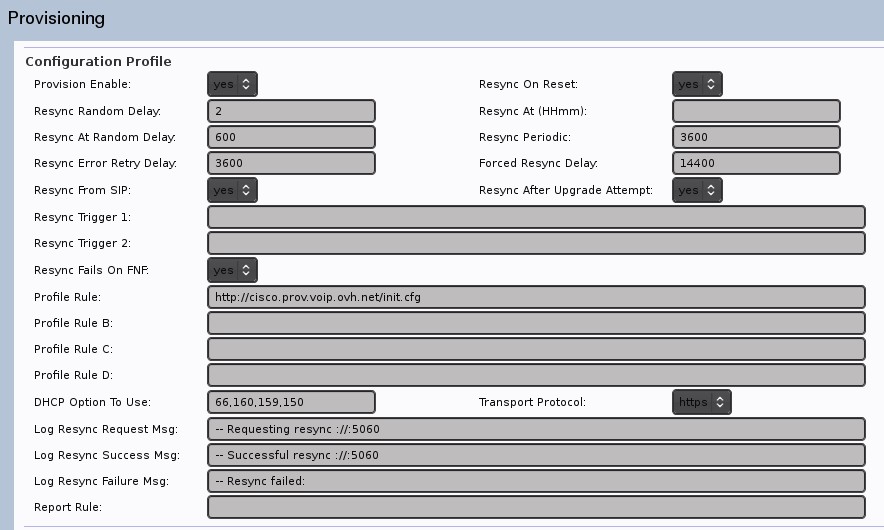 Provisioning
Configuration Profile
Provision Enable: yes Resync On Reset: yes
Resync Random Delay: 2 Resync At (HHmm):
Resync At Random Delay: 600 Resync Periodic: 3600
Resync Error Retry Delay: 3600 Forced Resync Delay: 14400
Resync From SIP: yes Resync After Upgrade Attempt: yes
Resync Trigger 1:
Resync Trigger 2:
Resync Fails On FNF: yes
Profile Rule: http://cisco.prov.voip.ovh.net/init.cfg
Profile Rule B:
Profile Rule C:
Profile Rule D:
DHCP Option To Use: 66,160,159,150 Transport Protocol: https
Log Resync Request Msg: -- Requesting resync ://:5060
Log Resync Success Msg: -- Successful resync ://:5060
Log Resync Failure Msg: -- Resync failed:
Report Rule: